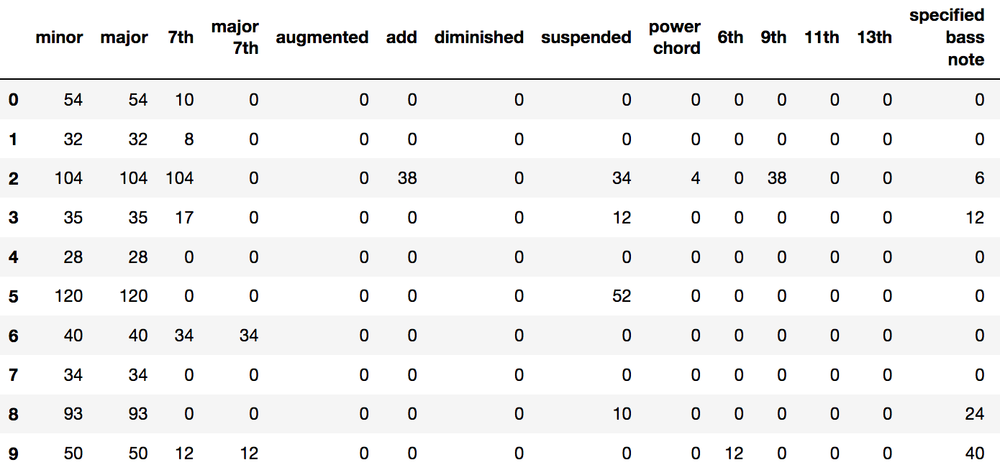 minor major 7th major 7th augmented add diminished suspended power chord 6th 9th 11th 13th specified bass note
0 54 54 10 0 0 0 0 0 0 0 0 0 0 0
1 32 32 8 0 0 0 0 0 0 0 0 0 0 0
2 104 104 104 0 0 38 0 34 4 0 38 0 0 6
3 35 35 17 0 0 0 0 12 0 0 0 0 0 12
4 28 28 0 0 0 0 0 0 0 0 0 0 0 0
5 120 120 0 0 0 0 0 52 0 0 0 0 0 0
6 40 40 34 34 0 0 0 0 0 0 0 0 0 0
7 34 34 0 0 0 0 0 0 0 0 0 0 0 0
8 93 93 0 0 0 0 0 10 0 0 0 0 0 24
9 50 50 12 12 0 0 0 0 0 12 0 0 0 40